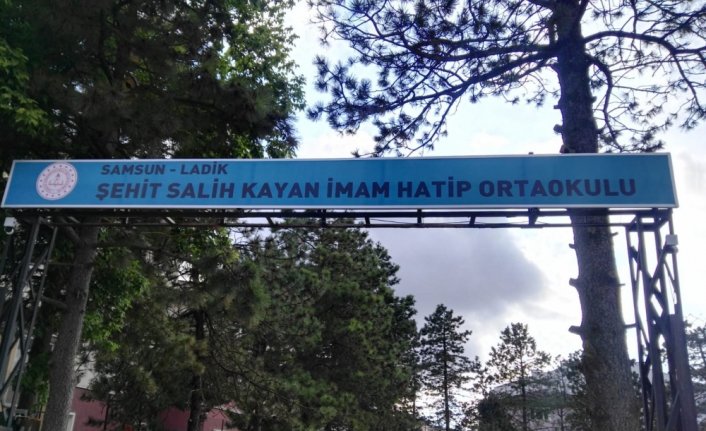 SAMSUN - LADİK
ŞEHİT SALİH KAYAN İMAM HATİP ORTAOKULU